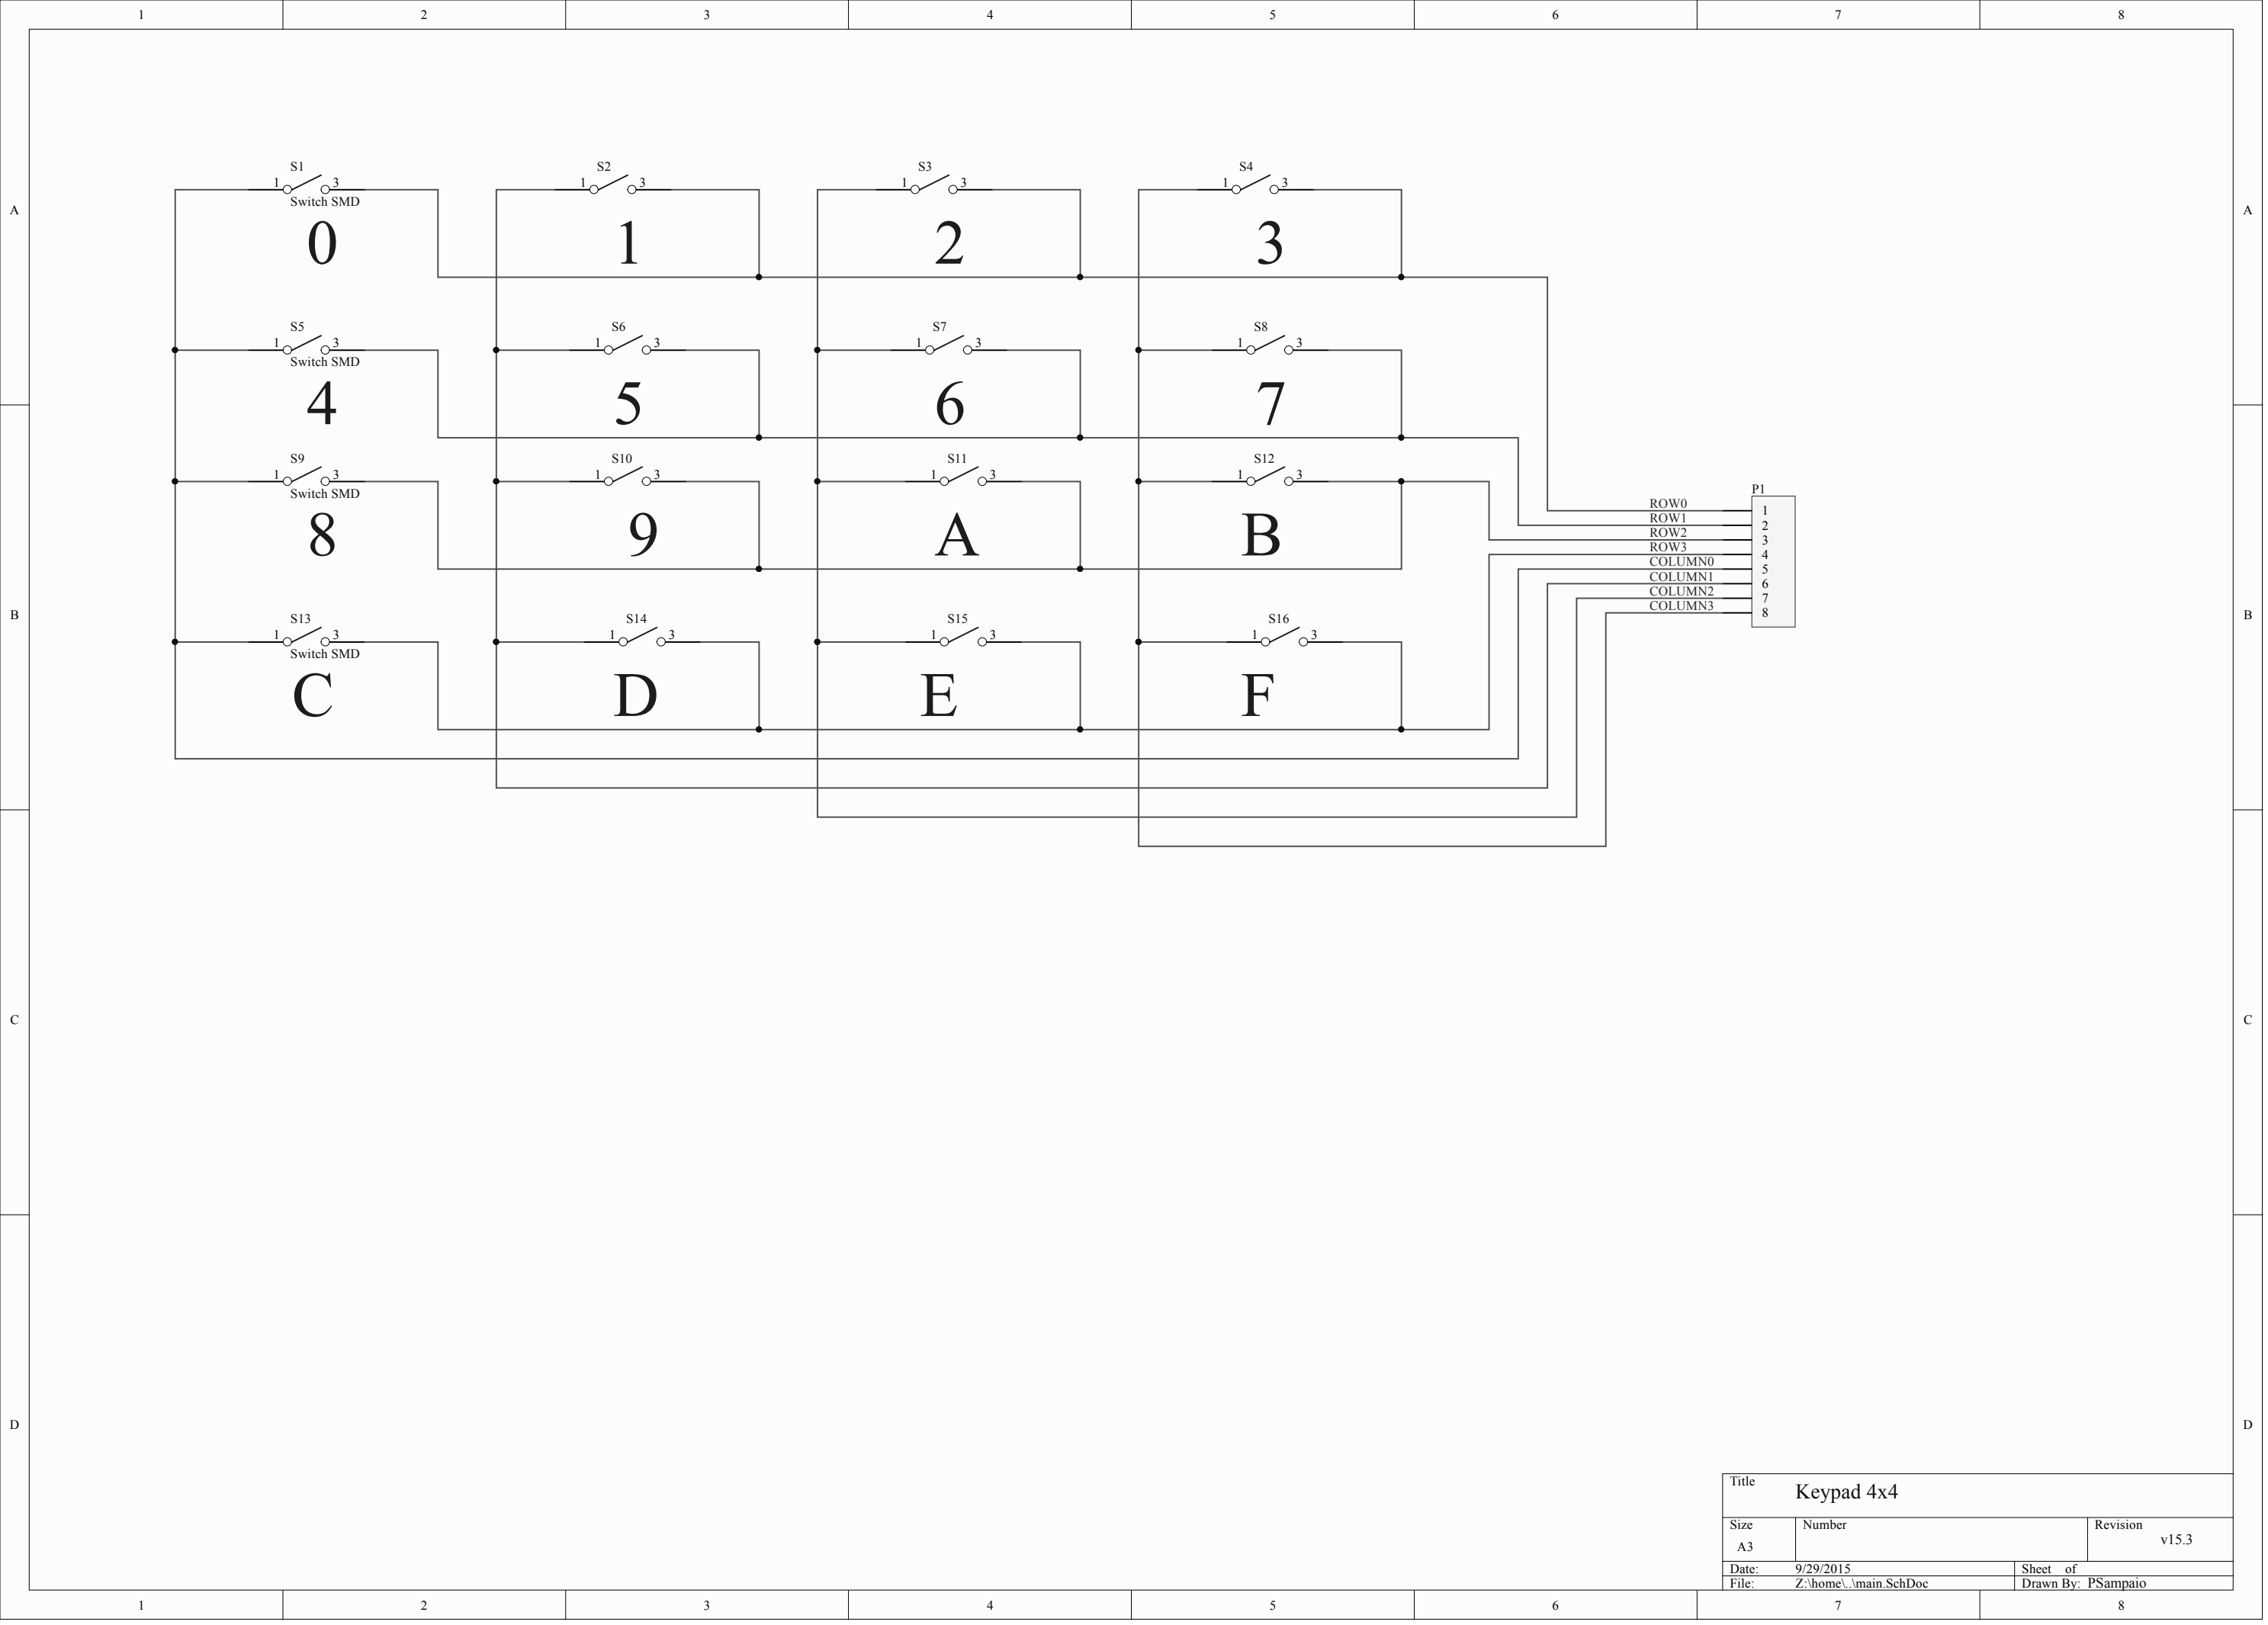 1 2 3 4 5 6 7 8
S1 S2 S3 S4
1 3 1 3 1 3 1 3
Switch SMD
A A
0 1 2 3
S5 S6 S7 S8
1 3 1 3 1 3 1 3
Switch SMD
4 5 6 7
S9 S10 S11 S12
1 3 1 3 1 3 1 3
Switch SMD
8 9 A B
P1
ROW0 1
ROW1 2
ROW2 3
ROW3 4
COLUMN0 5
COLUMN1 6
COLUMN2 7
COLUMN3 8
B B
S13 S14 S15 S16
1 3 1 3 1 3 1 3
Switch SMD
C D E F
C C
D D
Title
Keypad 4x4
Size Number Revision
A3 v15.3
Date: 9/29/2015 Sheet of
File: Z:\home\..\main.SchDoc Drawn By: PSampaio
1 2 3 4 5 6 7 8